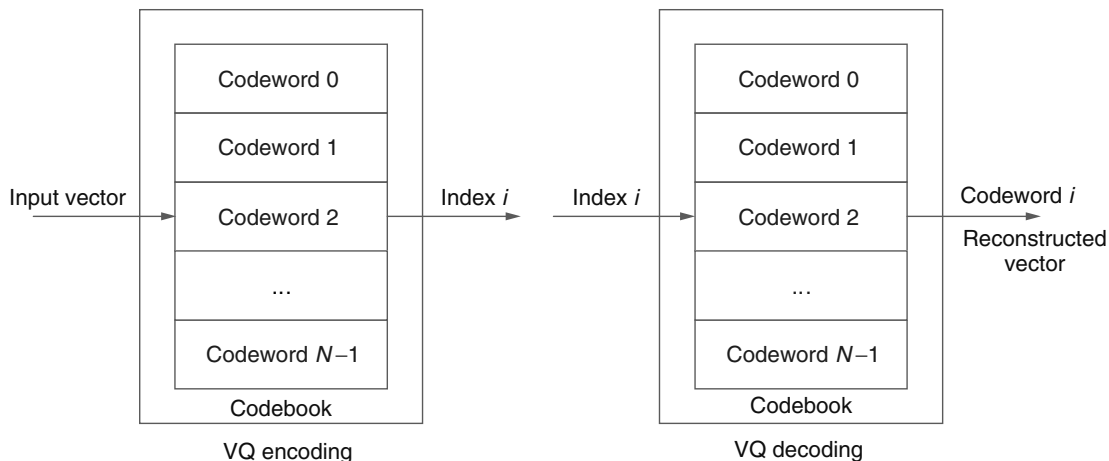 Codeword 0
Codeword 1
Input vector
Codeword 2
Index i
...
Codeword N–1
Codebook
VQ encoding
Codeword 0
Codeword 1
Index i
Codeword 2
Codeword i
Reconstructed
vector
...
Codeword N–1
Codebook
VQ decoding